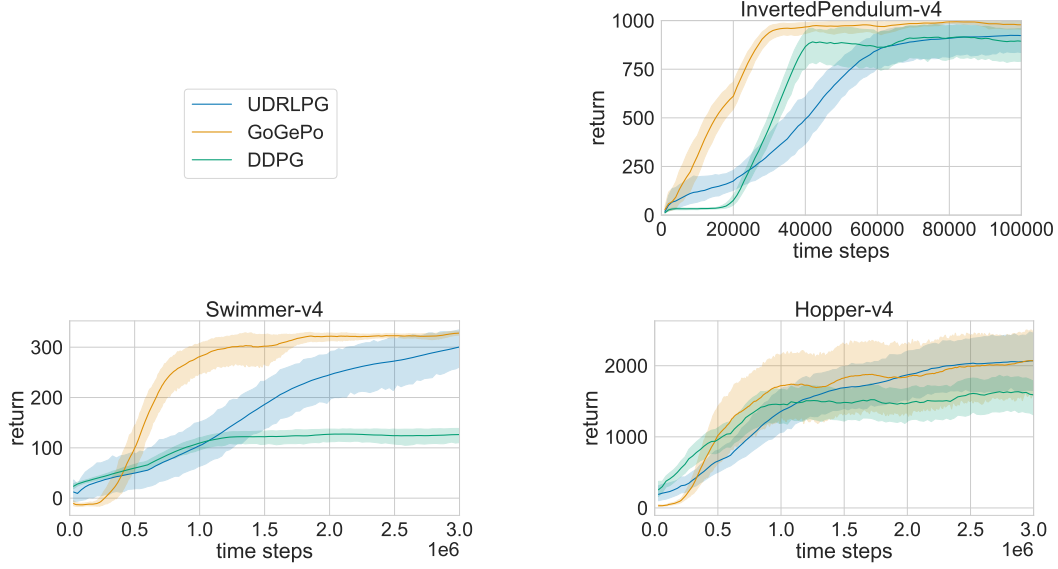 InvertedPendulum-v4
UDRLPG
GoGePo
DDPG
return
1000
750
500
250
0
0 20000 40000 60000 80000 100000
time steps
Swimmer-v4
return
300
200
100
0
0.0 0.5 1.0 1.5 2.0 2.5 3.0
time steps 1e6
Hopper-v4
return
2000
1000
0
0.0 0.5 1.0 1.5 2.0 2.5 3.0
time steps 1e6